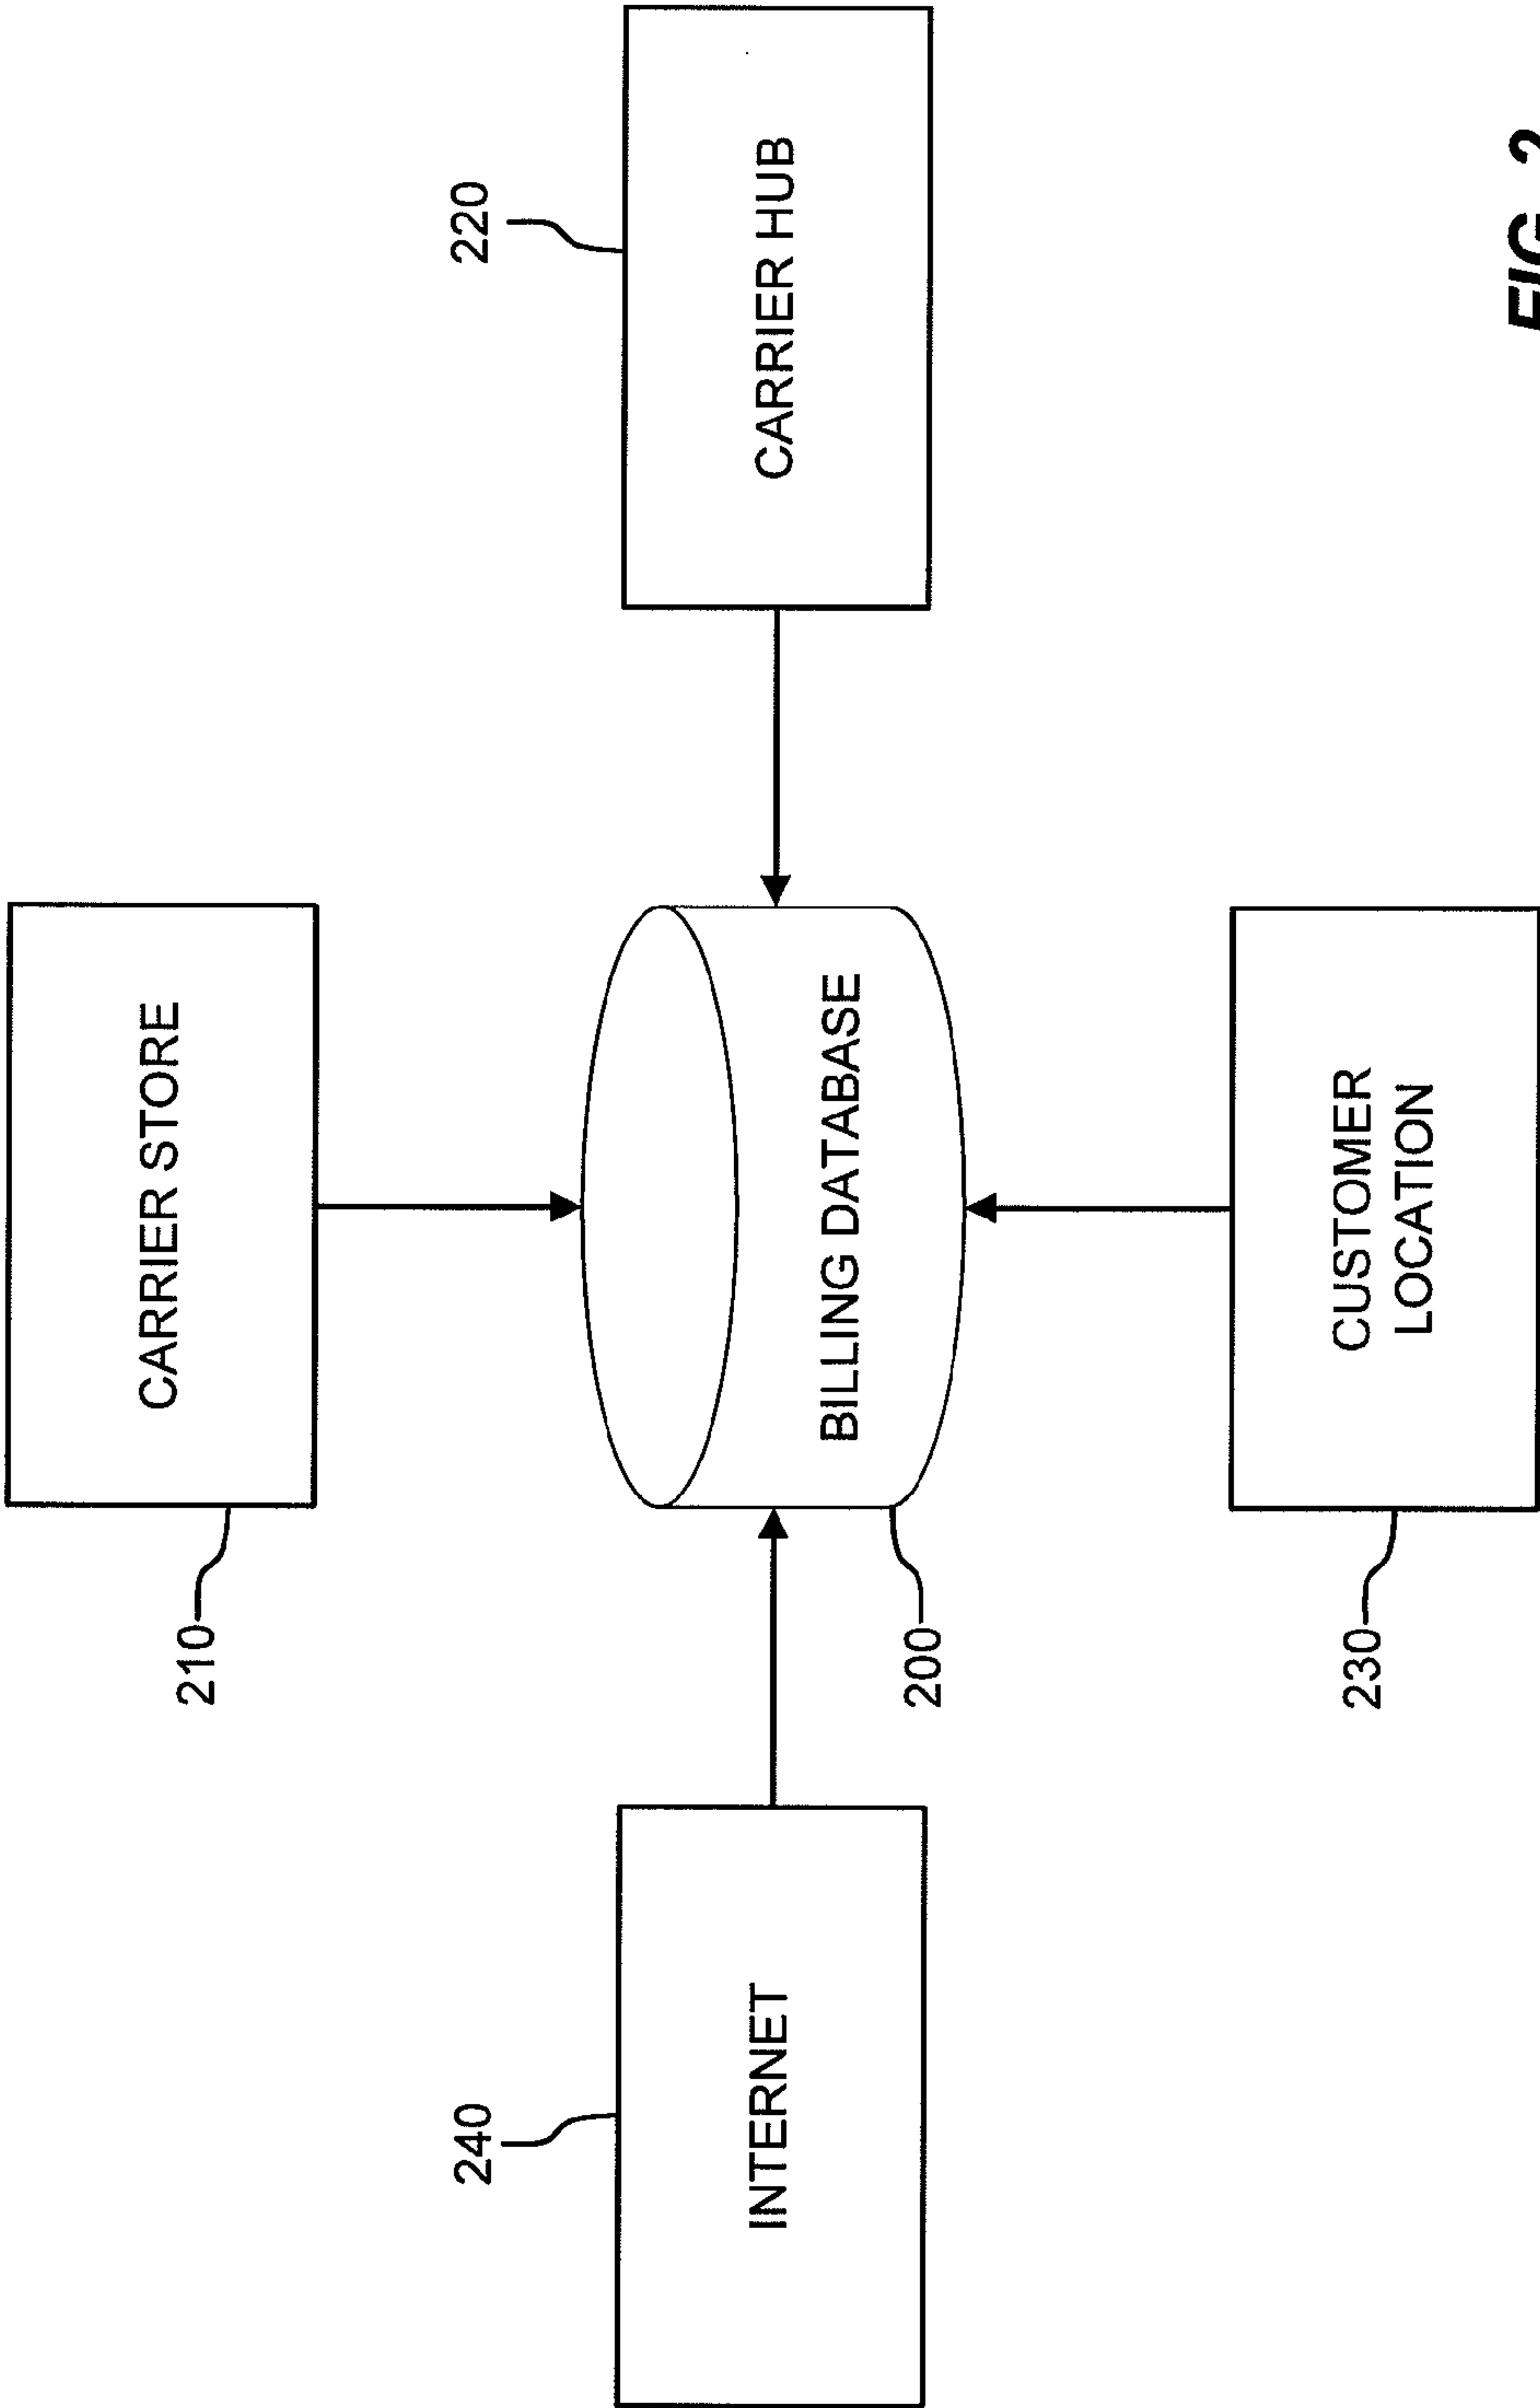 CARRIER STORE
210
240
220
INTERNET
CARRIER HUB
BILLING DATABASE
200
CUSTOMER
LOCATION
230
FIG. 2